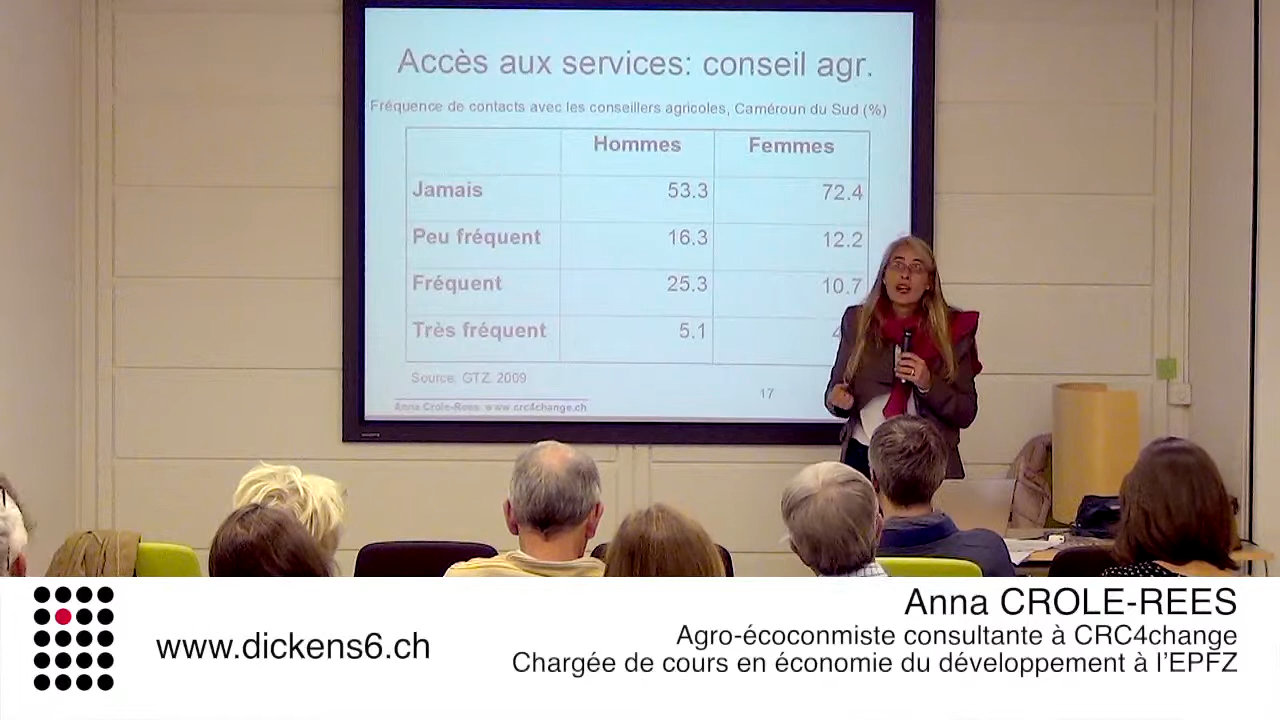 Accès aux services: conseil agr.
Fréquence de contacts avec les conseillers agricoles, Caméroun du Sud (%)
Hommes Femmes
Jamais 53.3 72.4
Peu fréquent 16.3 12.2
Fréquent 25.3 10.7
Très fréquent 5.1
Source: GTZ, 2009
17
Anna Crole-Rees www.crc4change.ch
www.dickens6.ch
Anna CROLE-REES
Agro-écoconmiste consultante à CRC4change
Chargée de cours en économie du développement à l'EPFZ